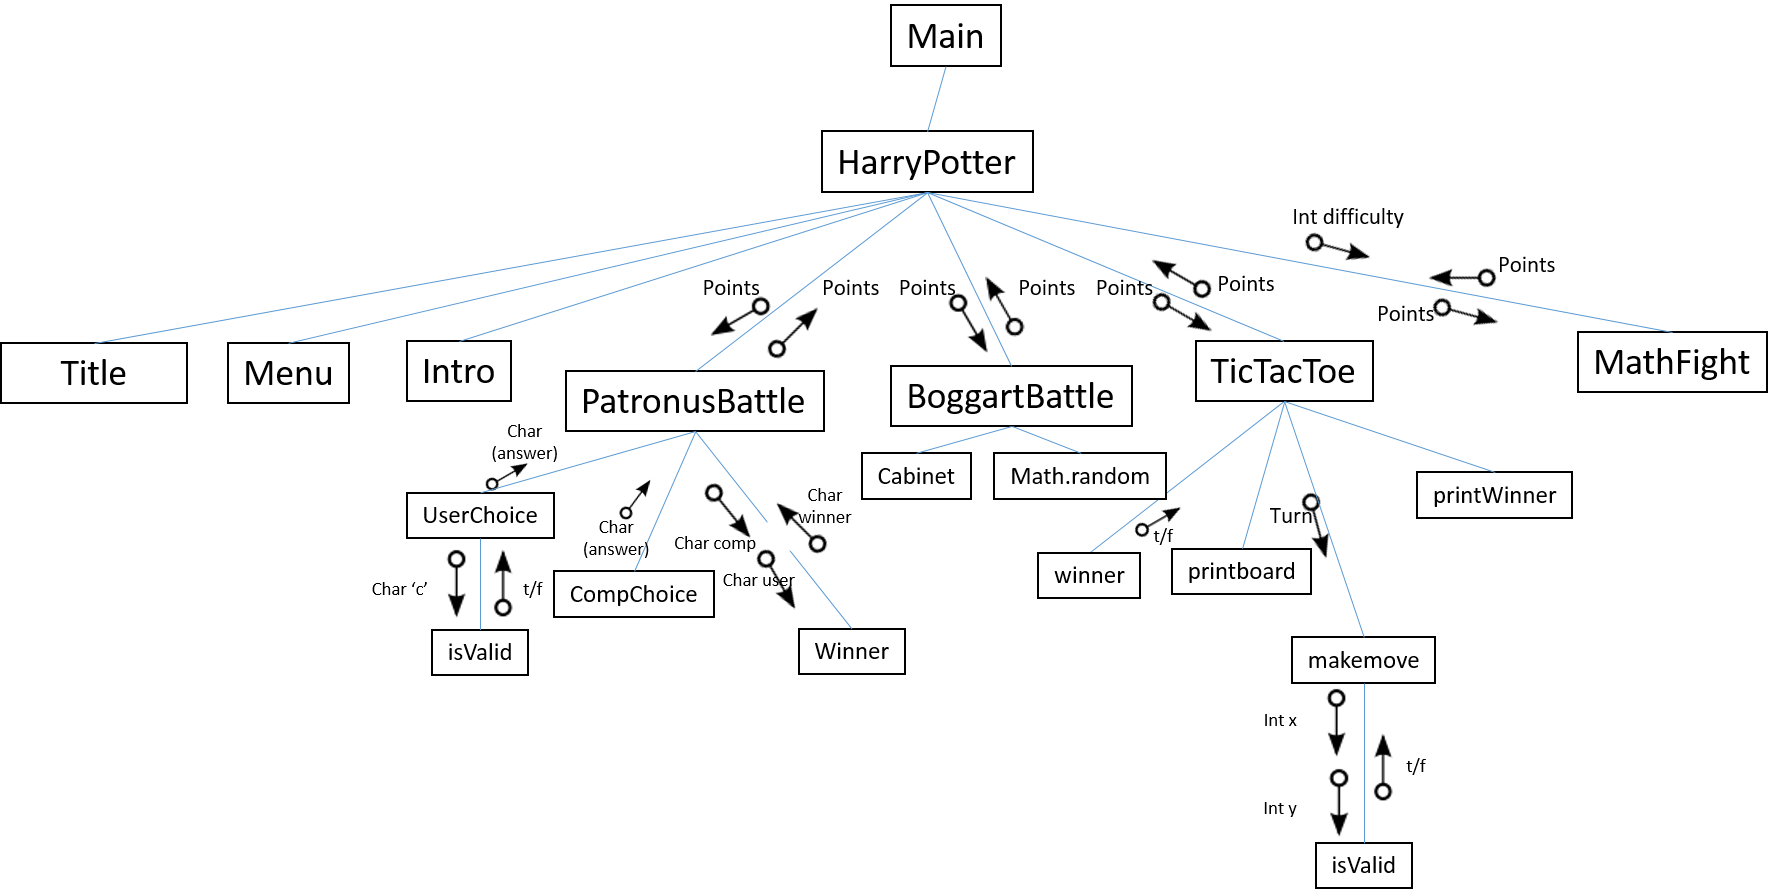 Main
HarryPotter
Int difficulty
Points
Points
Points
Points
Points
Points
Points
Points
Points
Title
Menu
Intro
PatronusBattle
BoggartBattle
TicTacToe
MathFight
Char
(answer)
Cabinet
Math.random
printWinner
UserChoice
Char
(answer)
Char comp
Char
winner
Char user
t/f
Turn
winner
printboard
Char ‘c’
t/f
CompChoice
isValid
Winner
makemove
Int x
t/f
Int y
isValid